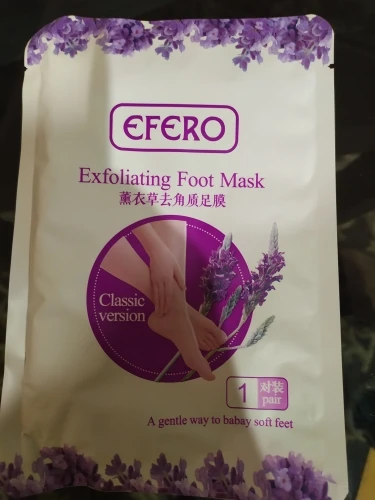 EFERO
Exfoliating Foot Mask
薰衣草去角质足膜
Classic
version
1 对装
pair
A gentle way to babay soft feet